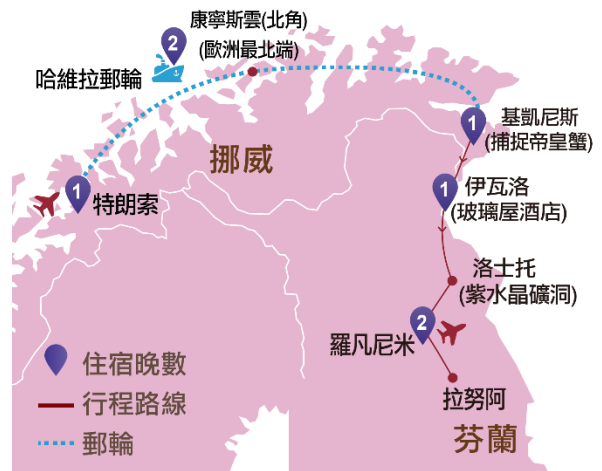 康寧斯雲(北角)
(歐洲最北端)
2
哈維拉郵輪
1
基凱尼斯
(捕捉帝皇蟹)
挪威
1
特朗索
1
伊瓦洛
(玻璃屋酒店)
洛士托
(紫水晶礦洞)
2
羅凡尼米
住宿晚數
行程路線
拉努阿
郵輪
芬蘭